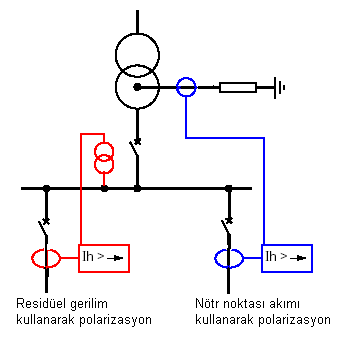 Ih >
Ih >
Residüel gerilim
kullanarak polarizasyon
Nötr noktası akımı
kullanarak polarizasyon